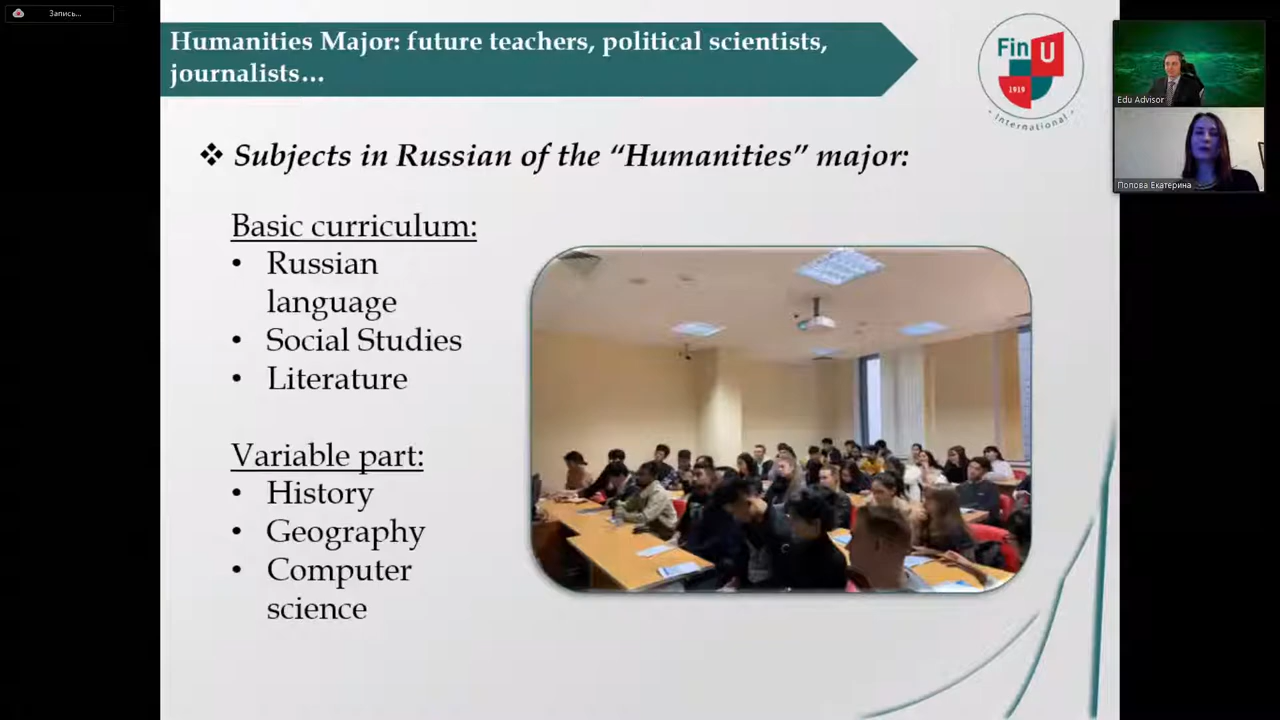 Запись...
Humanities Major: future teachers, political scientists,
journalists...
Fin U
1919
• International •
Edu Advisor
Попова Екатерина
❖ Subjects in Russian of the “Humanities” major:
Basic curriculum:
• Russian
language
• Social Studies
• Literature
Variable part:
• History
• Geography
• Computer
science